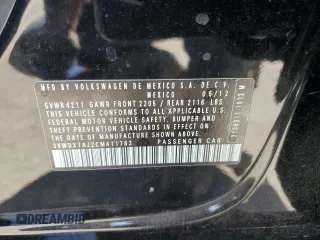 MFD. BY VOLKSWAGEN DE MEXICO S.A. DE C.V.
MEXICO 06/12
GVWR 4211 GAWR FRONT 2205 / REAR 2116 LBS
THIS VEHICLE CONFORMS TO ALL APPLICABLE
FEDERAL MOTOR VEHICLE SAFETY, BUMPER,
AND THEFT PREVENTION STANDARDS IN EFFECT
ON THE DATE OF MANUFACTURE SHOWN ABOVE
PASSENGER CAR
DREAMBID